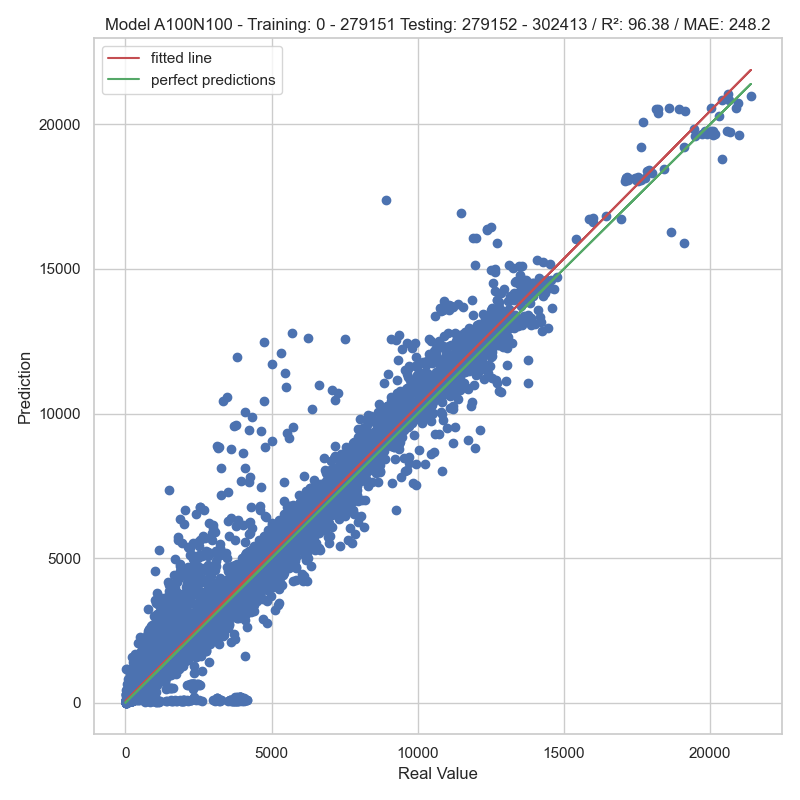 Model A100N100 - Training: 0 - 279151 Testing: 279152 - 302413 / R²: 96.38 / MAE: 248.2
fitted line
perfect predictions
20000
15000
10000
5000
0
Prediction
0 5000 10000 15000 20000
Real Value